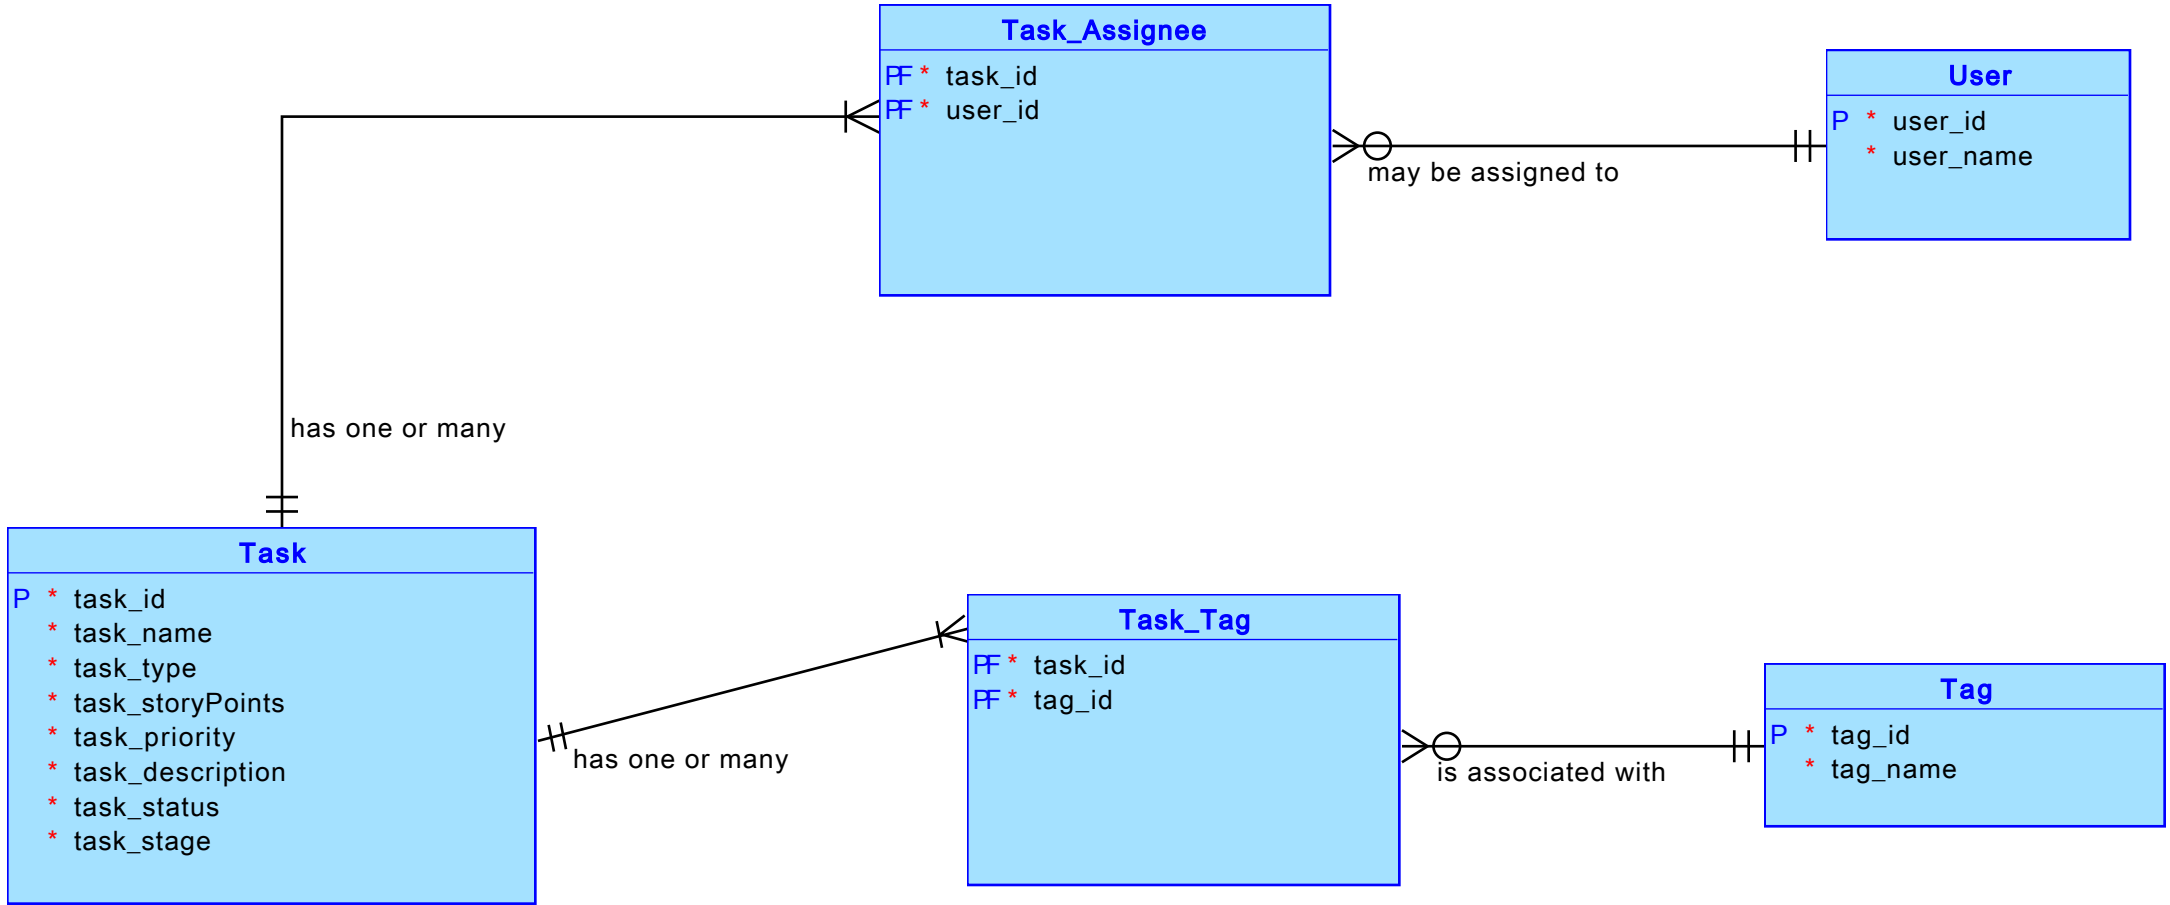 Task_Assignee
PF * task_id
PF * user_id
User
P * user_id
* user_name
may be assigned to
has one or many
Task
P * task_id
* task_name
* task_type
* task_storyPoints
* task_priority
* task_description
* task_status
* task_stage
has one or many
Task_Tag
PF * task_id
PF * tag_id
is associated with
Tag
P * tag_id
* tag_name